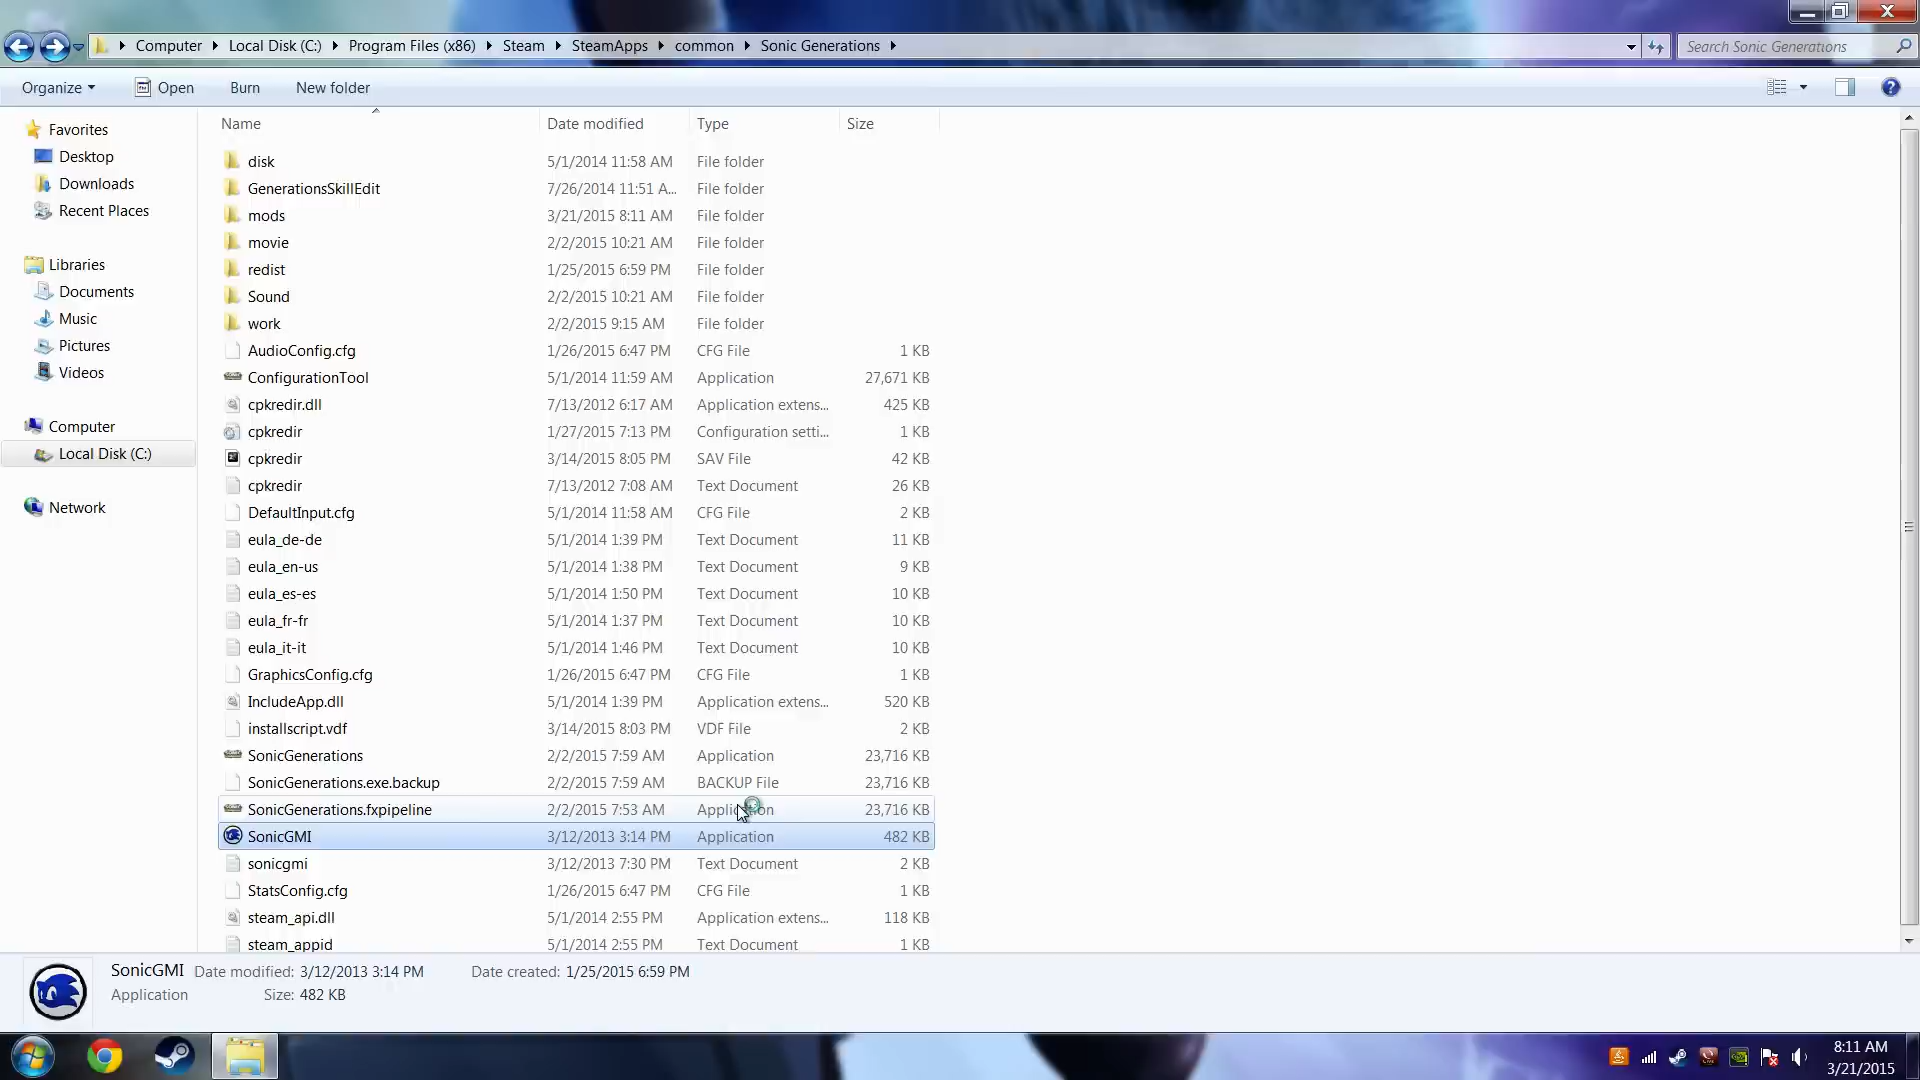 Computer Local Disk (C:) Program Files (x86) Steam SteamApps common Sonic Generations Search Sonic Generations
Organize Open Burn New folder
Favorites
Desktop
Downloads
Recent Places
Libraries
Documents
Music
Pictures
Videos
Computer
Local Disk (C:)
Network
Name Date modified Type Size
disk 5/1/2014 11:58 AM File folder
GenerationsSkillEdit 7/26/2014 11:51 A... File folder
mods 3/21/2015 8:11 AM File folder
movie 2/2/2015 10:21 AM File folder
redist 1/25/2015 6:59 PM File folder
Sound 2/2/2015 10:21 AM File folder
work 2/2/2015 9:15 AM File folder
AudioConfig.cfg 1/26/2015 6:47 PM CFG File 1 KB
ConfigurationTool 5/1/2014 11:59 AM Application 27,671 KB
cpkredir.dll 7/13/2012 6:17 AM Application extens... 425 KB
cpkredir 1/27/2015 7:13 PM Configuration setti... 1 KB
cpkredir 3/14/2015 8:05 PM SAV File 42 KB
cpkredir 7/13/2012 7:08 AM Text Document 26 KB
DefaultInput.cfg 5/1/2014 11:58 AM CFG File 2 KB
eula_de-de 5/1/2014 1:39 PM Text Document 11 KB
eula_en-us 5/1/2014 1:38 PM Text Document 9 KB
eula_es-es 5/1/2014 1:50 PM Text Document 10 KB
eula_fr-fr 5/1/2014 1:37 PM Text Document 10 KB
eula_it-it 5/1/2014 1:46 PM Text Document 10 KB
GraphicsConfig.cfg 1/26/2015 6:47 PM CFG File 1 KB
IncludeApp.dll 5/1/2014 1:39 PM Application extens... 520 KB
installscript.vdf 3/14/2015 8:03 PM VDF File 2 KB
SonicGenerations 2/2/2015 7:59 AM Application 23,716 KB
SonicGenerations.exe.backup 2/2/2015 7:59 AM BACKUP File 23,716 KB
SonicGenerations.fxpipeline 2/2/2015 7:53 AM Application 23,716 KB
SonicGMI 3/12/2013 3:14 PM Application 482 KB
sonicgmi 3/12/2013 7:30 PM Text Document 2 KB
StatsConfig.cfg 1/26/2015 6:47 PM CFG File 1 KB
steam_api.dll 5/1/2014 2:55 PM Application extens... 118 KB
steam_appid 5/1/2014 2:55 PM Text Document 1 KB
SonicGMI Date modified: 3/12/2013 3:14 PM Date created: 1/25/2015 6:59 PM
Application Size: 482 KB
8:11 AM
3/21/2015